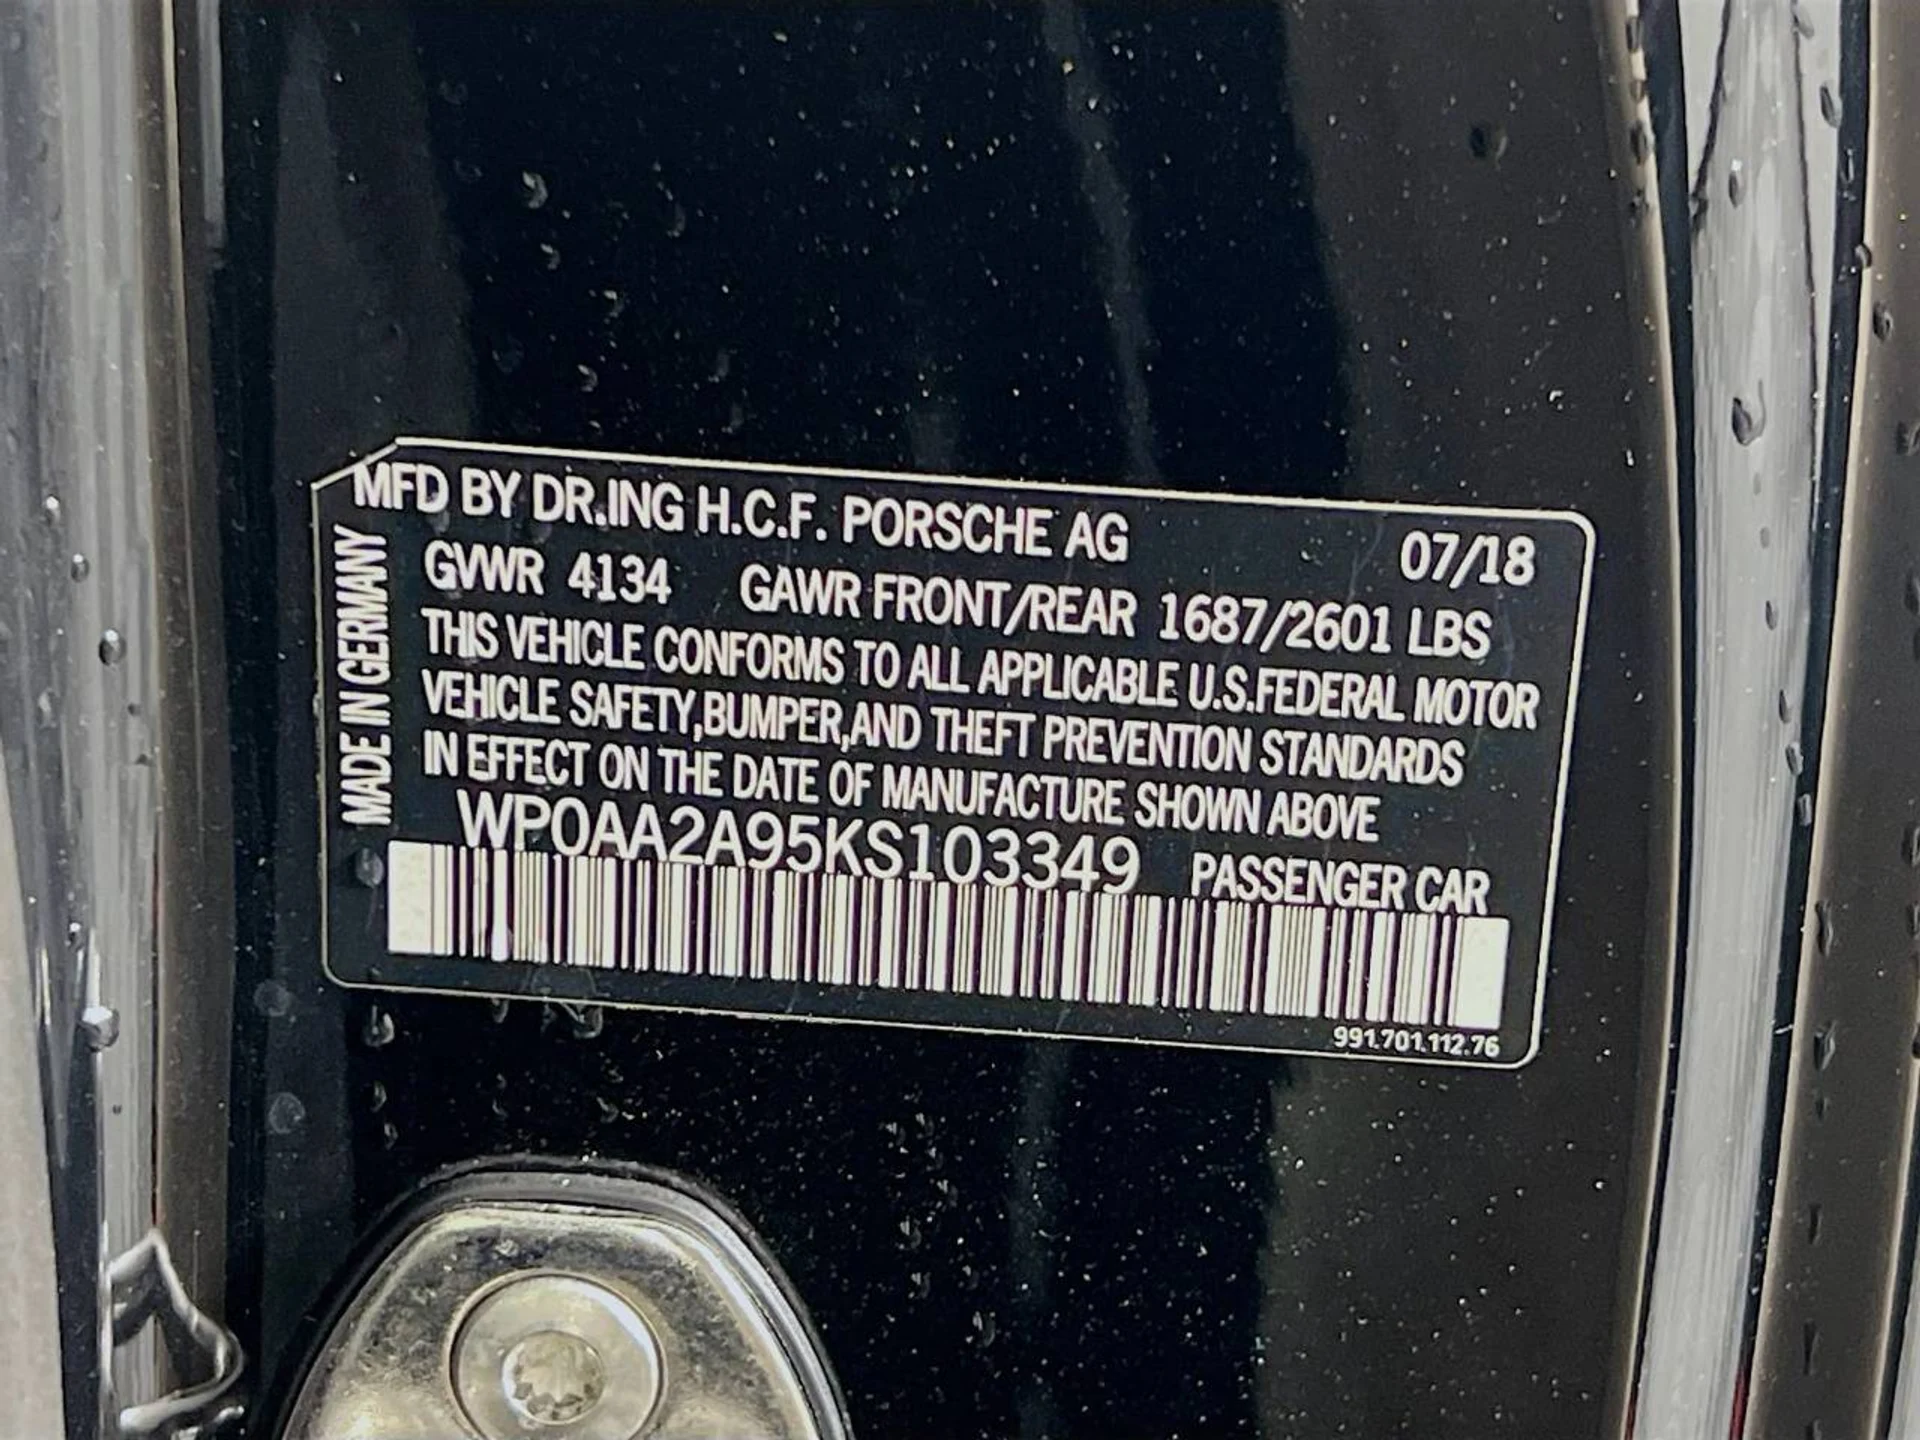 MFD BY DR.ING H.C.F. PORSCHE AG 07/18
GVWR 4134 GAWR FRONT/REAR 1687/2601 LBS
THIS VEHICLE CONFORMS TO ALL APPLICABLE U.S.FEDERAL MOTOR
VEHICLE SAFETY,BUMPER,AND THEFT PREVENTION STANDARDS
IN EFFECT ON THE DATE OF MANUFACTURE SHOWN ABOVE
WP0AA2A95KS103349 PASSENGER CAR
991.701.112.76
MADE IN GERMANY